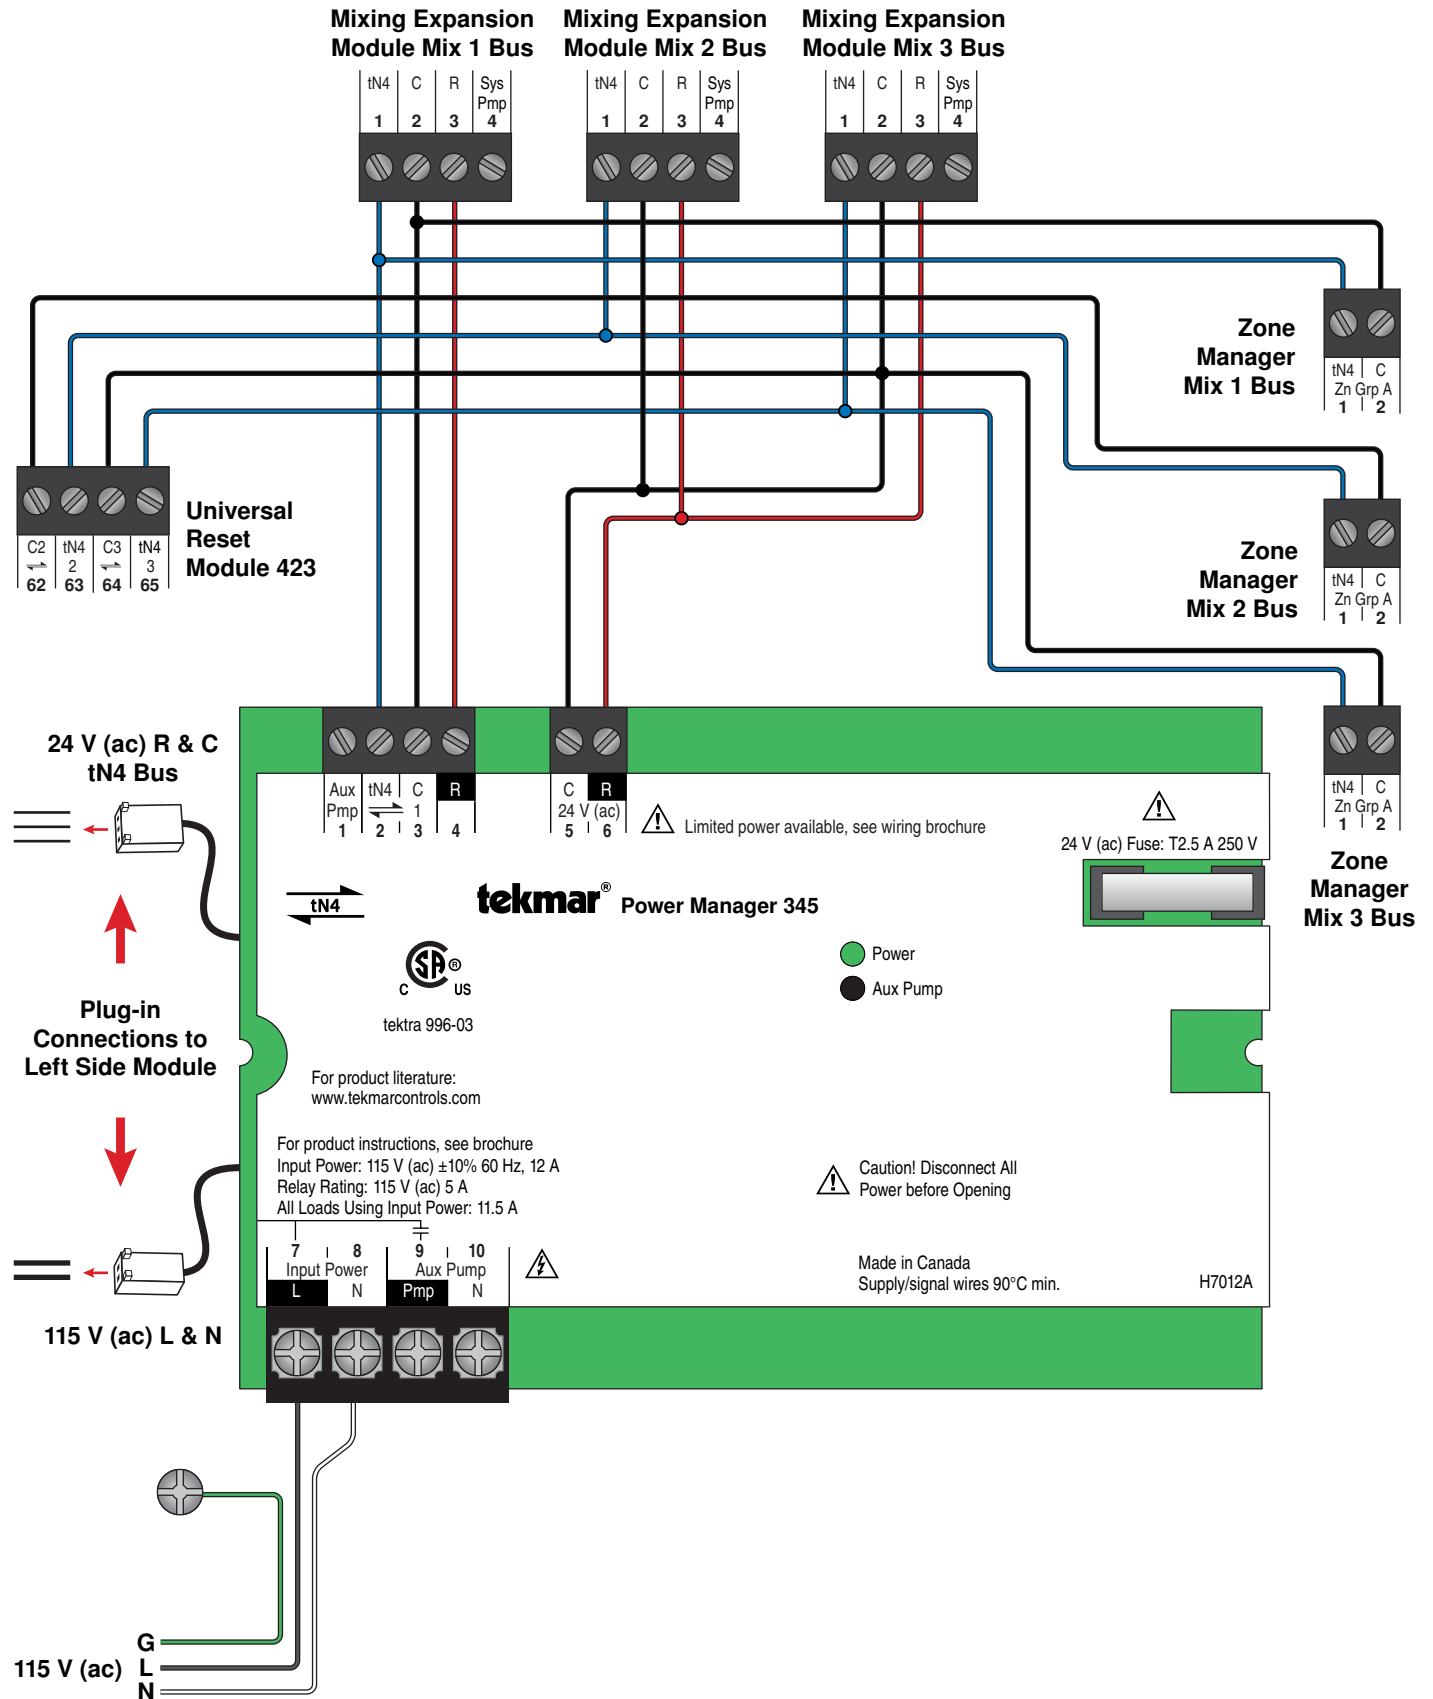 Mixing Expansion
Module Mix 1 Bus
Mixing Expansion
Module Mix 2 Bus
Mixing Expansion
Module Mix 3 Bus
tN4 C R Sys
Pmp
1 2 3 4
tN4 C R Sys
Pmp
1 2 3 4
tN4 C R Sys
Pmp
1 2 3 4
Zone
Manager
Mix 1 Bus
tN4 C
Zn Grp A
1 2
Universal
Reset
Module 423
C2 tN4 C3 tN4
2 3
62 63 64 65
Zone
Manager
Mix 2 Bus
tN4 C
Zn Grp A
1 2
24 V (ac) R & C
tN4 Bus
Aux tN4 C R
Pmp 1
1 2 3 4
C R
24 V (ac)
5 6
Limited power available, see wiring brochure
24 V (ac) Fuse: T2.5 A 250 V
tN4 C
Zn Grp A
1 2
Zone
Manager
Mix 3 Bus
tN4
tekmar® Power Manager 345
Power
Aux Pump
CSA ®
C US
tektra 996-03
Plug-in
Connections to
Left Side Module
For product literature:
www.tekmarcontrols.com
For product instructions, see brochure
Input Power: 115 V (ac) ±10% 60 Hz, 12 A
Relay Rating: 115 V (ac) 5 A
All Loads Using Input Power: 11.5 A
Caution! Disconnect All
Power before Opening
7 8 9 10
Input Power Aux Pump
L N Pmp N
Made in Canada
Supply/signal wires 90°C min.
H7012A
115 V (ac) L & N
G
115 V (ac) L
N